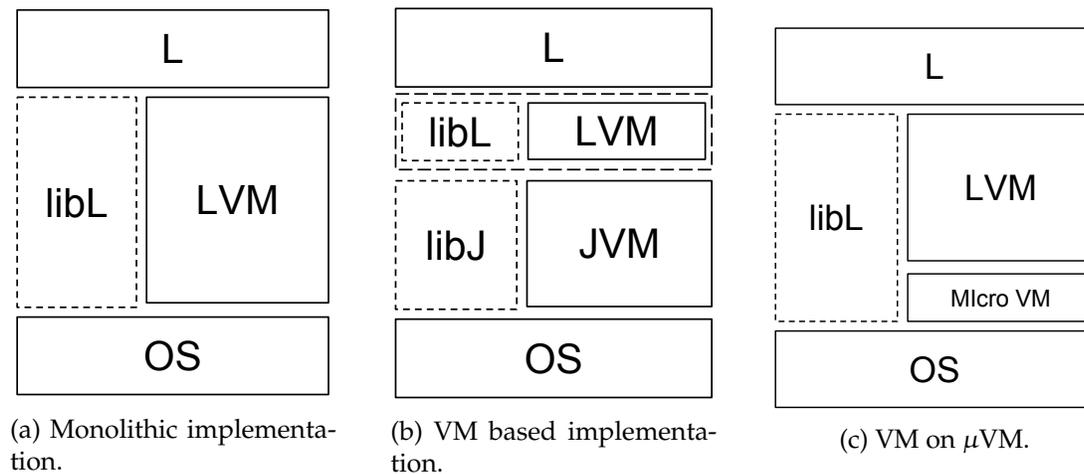 L
libL
LVM
OS
(a) Monolithic implementa-
tion.
L
libL
LVM
libJ
JVM
OS
(b) VM based implementa-
tion.
L
libL
LVM
MIcro VM
OS
(c) VM on μVM.